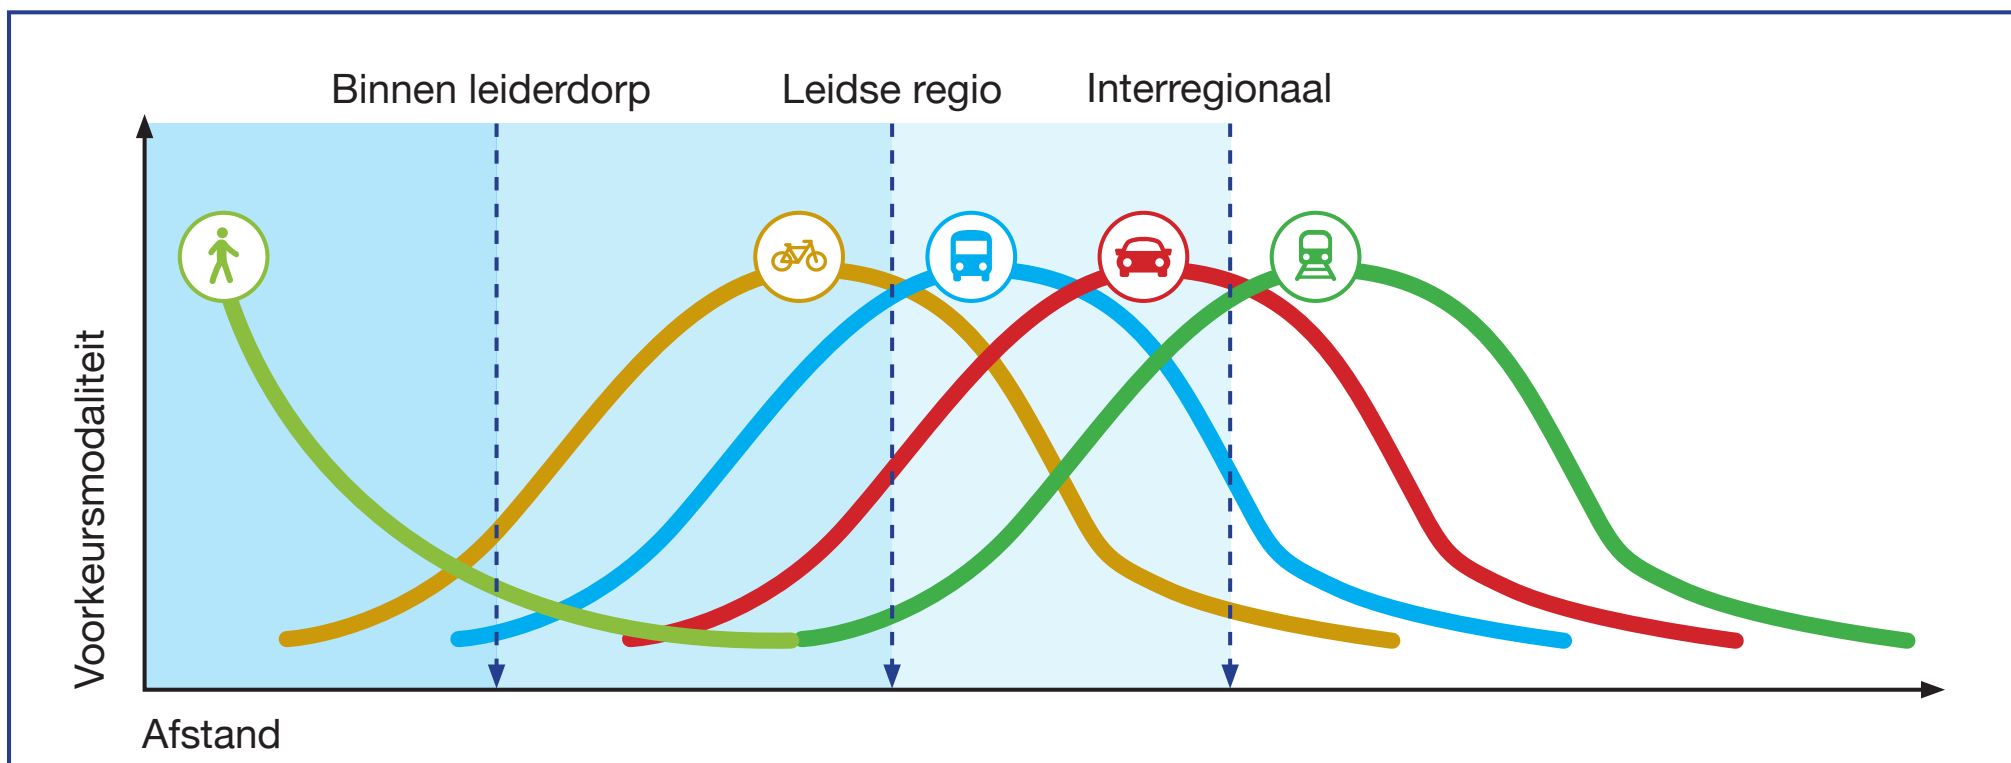 Binnen leiderdorp
Leidse regio
Interregionaal
Voorkeursmodaliteit
Afstand